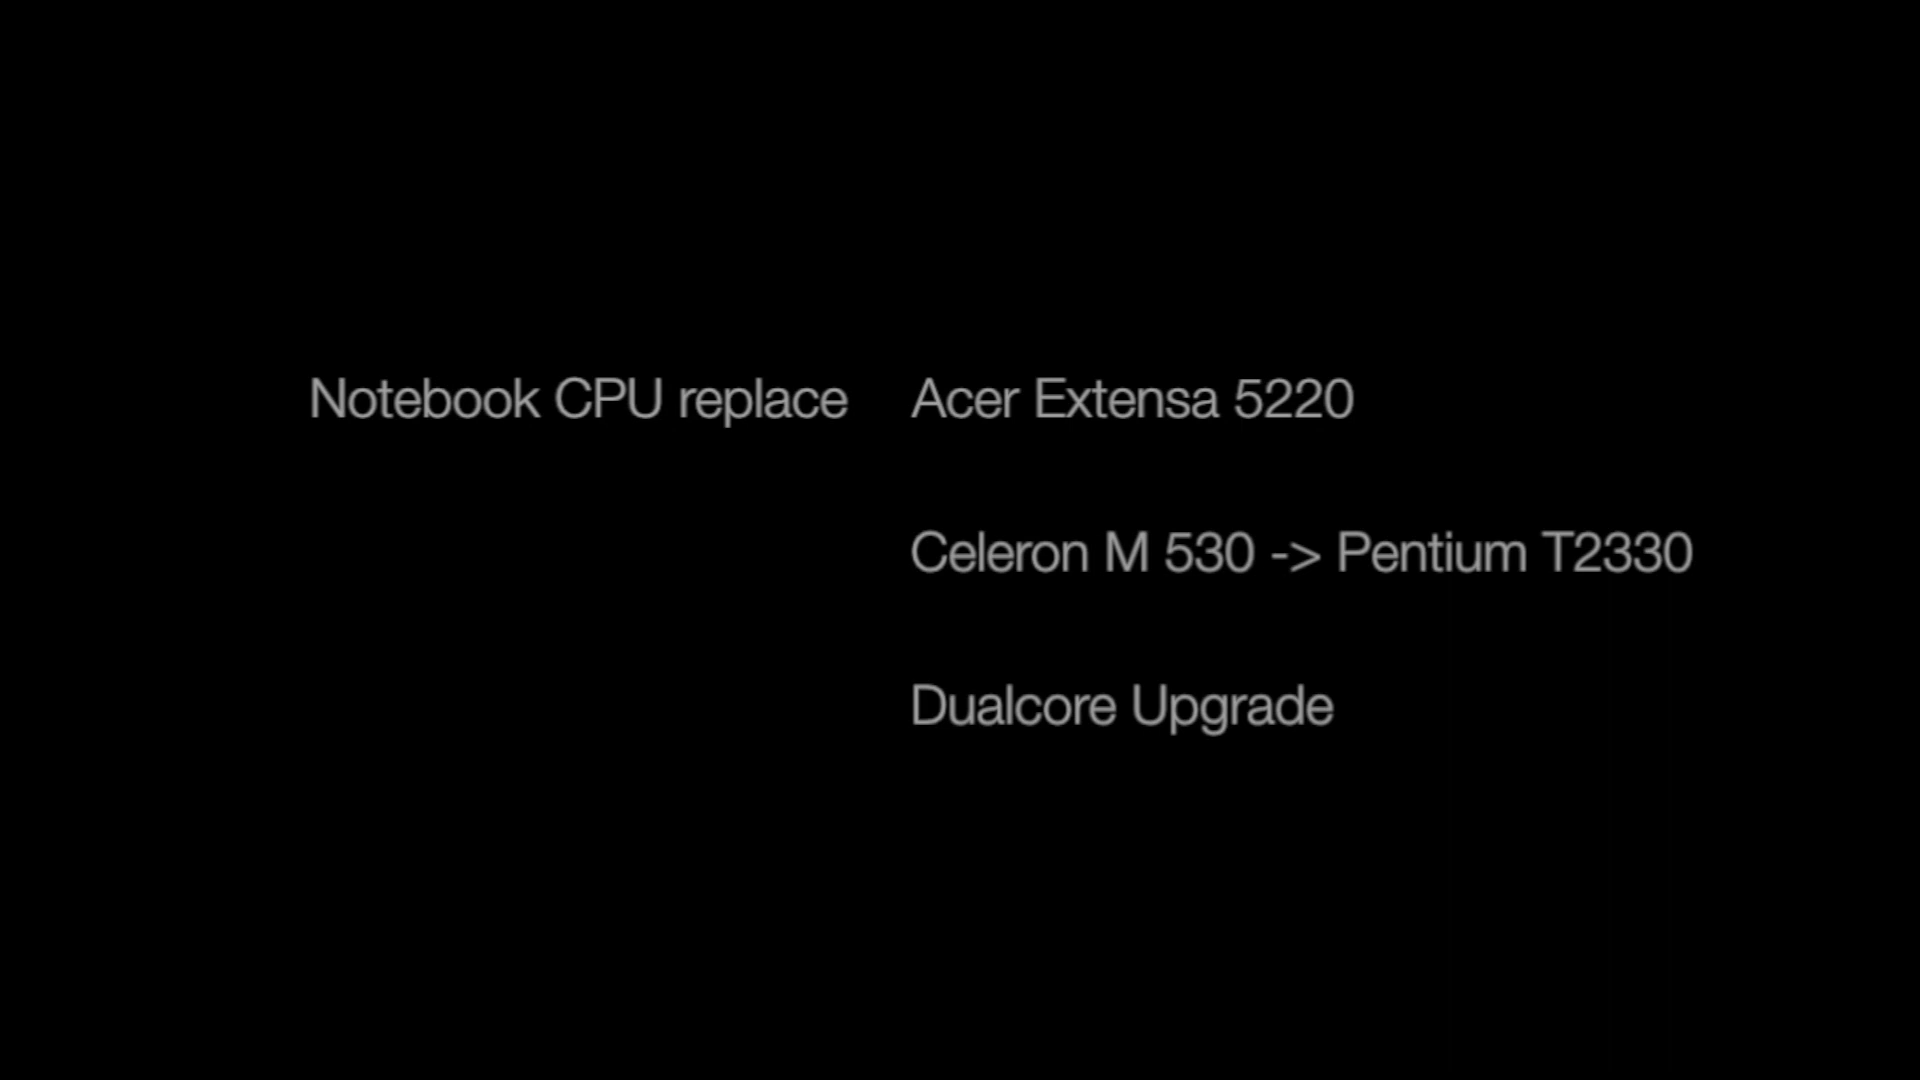 Notebook CPU replace Acer Extensa 5220
Celeron M 530 -> Pentium T2330
Dualcore Upgrade